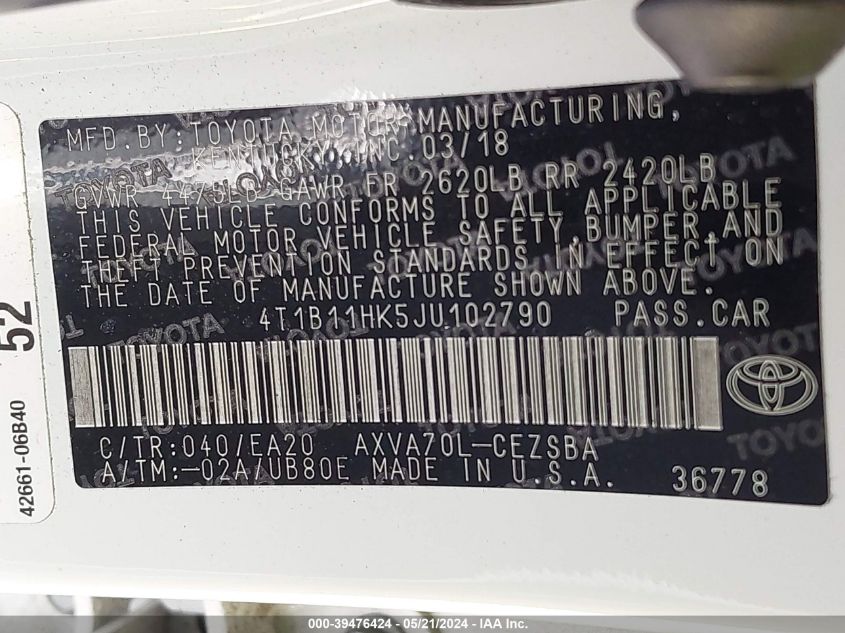 MFD. BY: TOYOTA MOTOR MANUFACTURING,
KENTUCKY, INC. 03/18
GVWR 4475LB GAWR FR 2620LB RR 2420LB
THIS VEHICLE CONFORMS TO ALL APPLICABLE
FEDERAL MOTOR VEHICLE SAFETY,BUMPER,AND
THEFT PREVENTION STANDARDS IN EFFECT ON
THE DATE OF MANUFACTURE SHOWN ABOVE.
4T1B11HK5JU102790 PASS.CAR
C/TR:040/EA20 AXVA70L-CEZSBA
A/TM:-02A/UB80E MADE IN U.S.A.
36778
52
42661-06B40
000-39476424 - 05/21/2024 - IAA Inc.